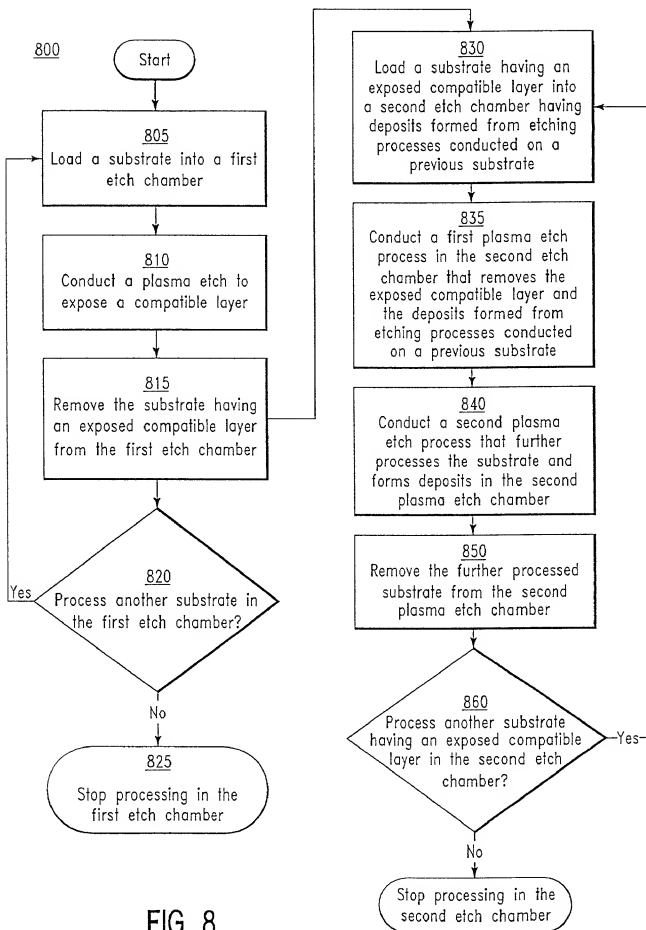 800
Start
805
Load a substrate into a first
etch chamber
810
Conduct a plasma etch to
expose a compatible layer
815
Remove the substrate having
an exposed compatible layer
from the first etch chamber
820
Process another substrate in
the first etch chamber?
Yes
No
825
Stop processing in the
first etch chamber
830
Load a substrate having an
exposed compatible layer into
a second etch chamber having
deposits formed from etching
processes conducted on a
previous substrate
835
Conduct a first plasma etch
process in the second etch
chamber that removes the
exposed compatible layer and
the deposits formed from
etching processes conducted
on a previous substrate
840
Conduct a second plasma
etch process that further
processes the substrate and
forms deposits in the second
plasma etch chamber
850
Remove the further processed
substrate from the second
plasma etch chamber
860
Process another substrate
having an exposed compatible
layer in the second etch
chamber?
Yes
No
Stop processing in the
second etch chamber
FIG. 8